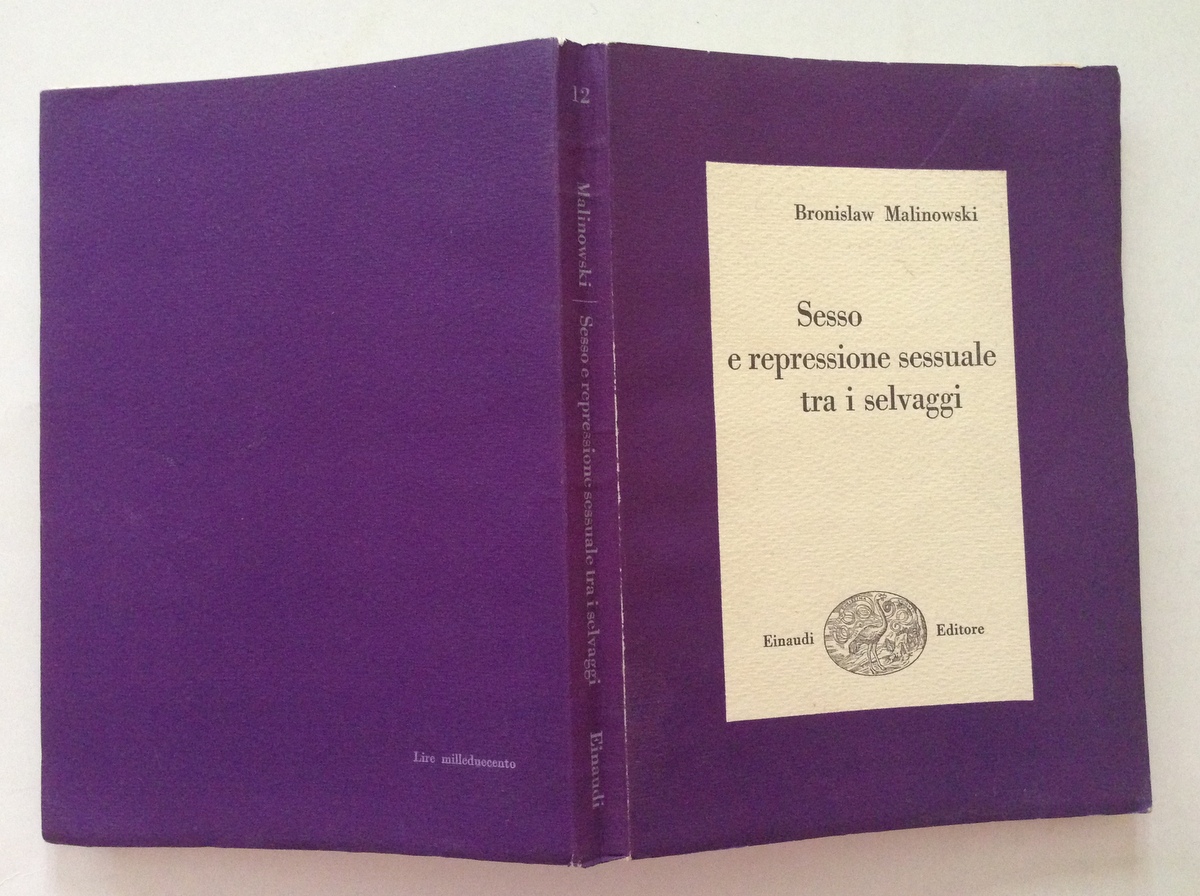 Bronislaw Malinowski
Sesso
e repressione sessuale
tra i selvaggi
Einaudi Editore
12
Malinowski | Sesso e repressione sessuale tra i selvaggi
Einaudi
Lire milleduecento